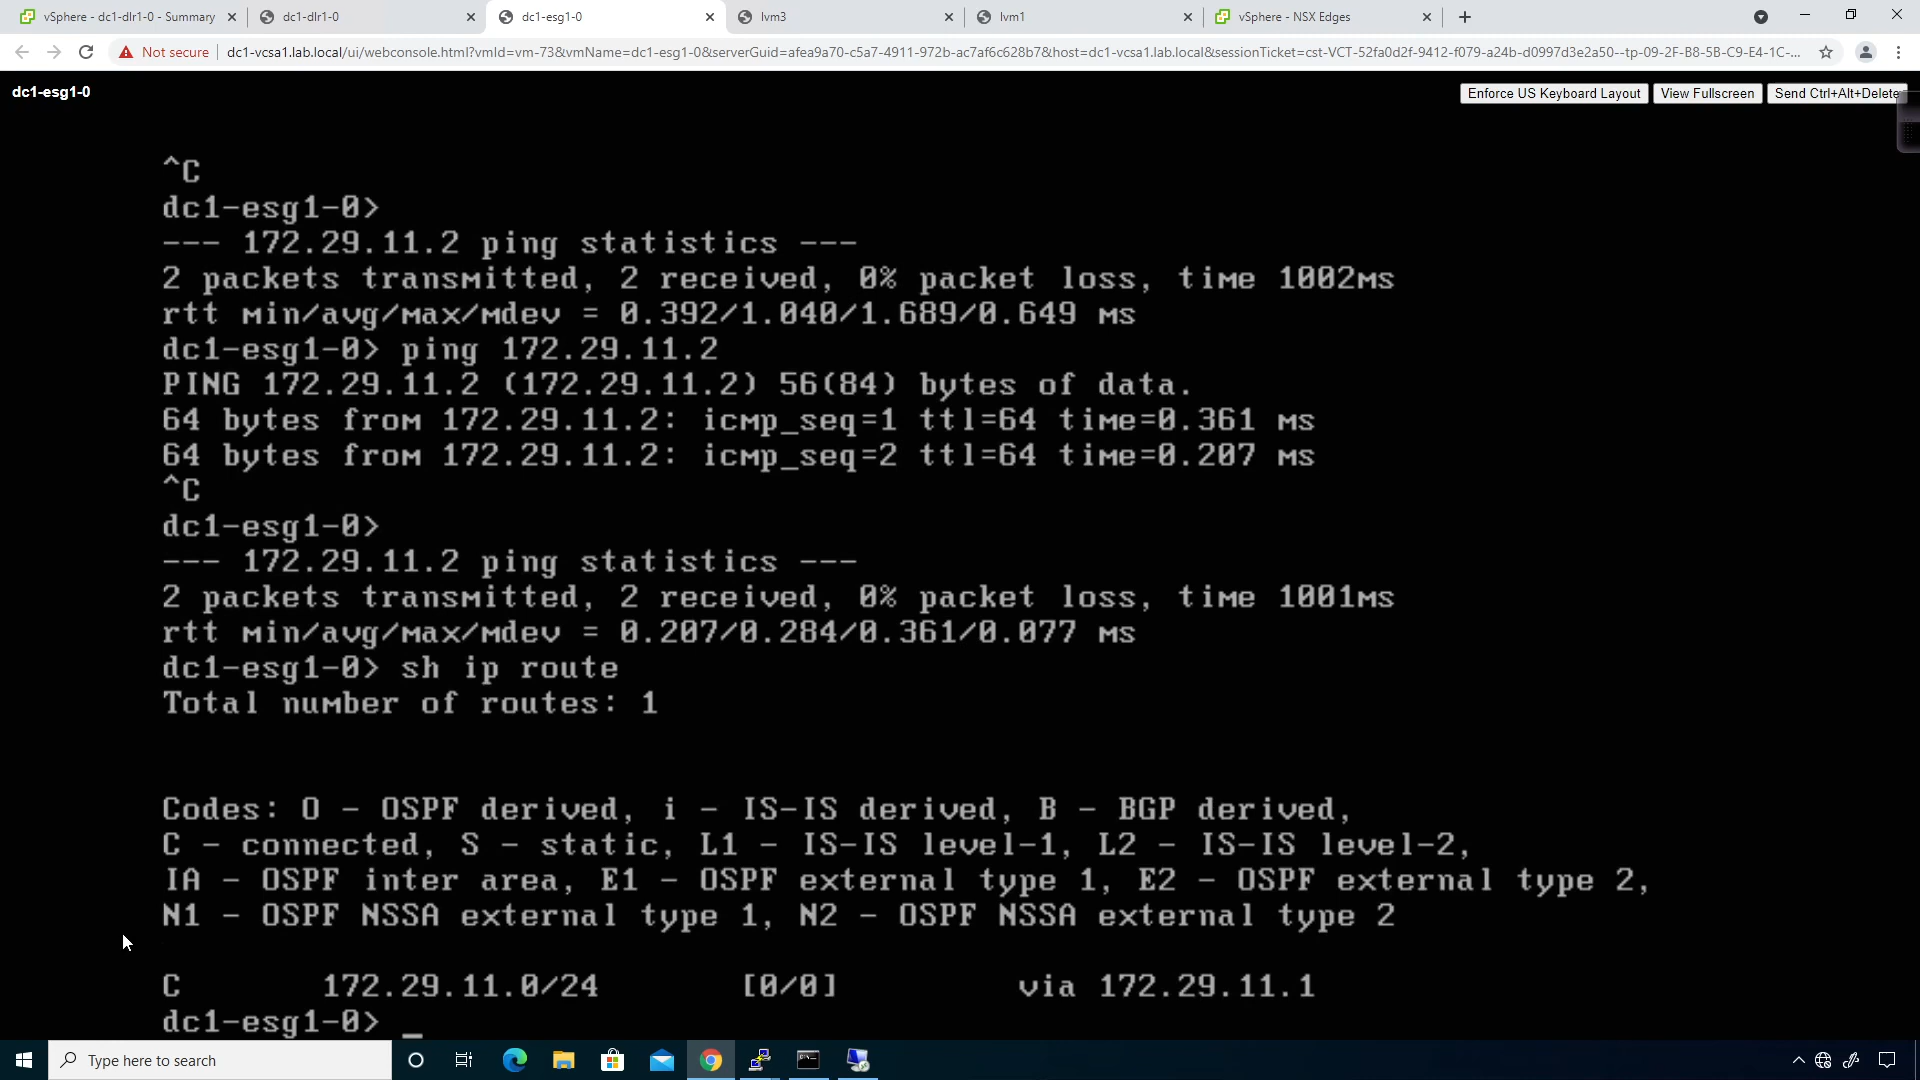 vSphere - dc1-dlr1-0 - Summary
dc1-dlr1-0
dc1-esg1-0
lvm3
lvm1
vSphere - NSX Edges
Not secure
dc1-vcsa1.lab.local/ui/webconsole.html?vmId=vm-73&vmName=dc1-esg1-0&serverGuid=afea9a70-c5a7-4911-972b-ac7af6c628b7&host=dc1-vcsa1.lab.local&sessionTicket=cst-VCT-52fa0d2f-9412-f079-a24b-d0997d3e2a50--tp-09-2F-B8-5B-C9-E4-1C-...
dc1-esg1-0
Enforce US Keyboard Layout
View Fullscreen
Send Ctrl+Alt+Delete
^C
dc1-esg1-0>
--- 172.29.11.2 ping statistics ---
2 packets transmitted, 2 received, 0% packet loss, time 1002ms
rtt min/avg/max/mdev = 0.392/1.040/1.689/0.649 ms
dc1-esg1-0> ping 172.29.11.2
PING 172.29.11.2 (172.29.11.2) 56(84) bytes of data.
64 bytes from 172.29.11.2: icmp_seq=1 ttl=64 time=0.361 ms
64 bytes from 172.29.11.2: icmp_seq=2 ttl=64 time=0.207 ms
^C
dc1-esg1-0>
--- 172.29.11.2 ping statistics ---
2 packets transmitted, 2 received, 0% packet loss, time 1001ms
rtt min/avg/max/mdev = 0.207/0.284/0.361/0.077 ms
dc1-esg1-0> sh ip route
Total number of routes: 1
Codes: O - OSPF derived, i - IS-IS derived, B - BGP derived,
C - connected, S - static, L1 - IS-IS level-1, L2 - IS-IS level-2,
IA - OSPF inter area, E1 - OSPF external type 1, E2 - OSPF external type 2,
N1 - OSPF NSSA external type 1, N2 - OSPF NSSA external type 2
C 172.29.11.0/24 [0/0] via 172.29.11.1
dc1-esg1-0> _
Type here to search